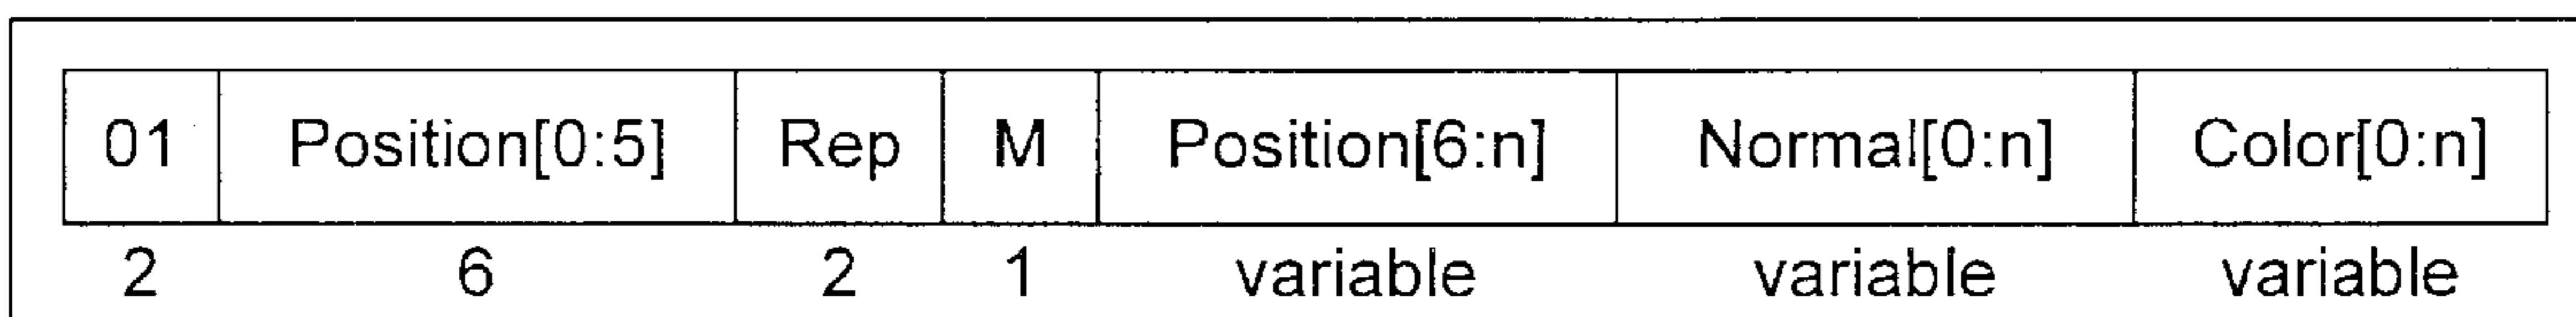 01 Position[0:5] Rep M Position[6:n] Normal[0:n] Color[0:n]
2 6 2 1 variable variable variable